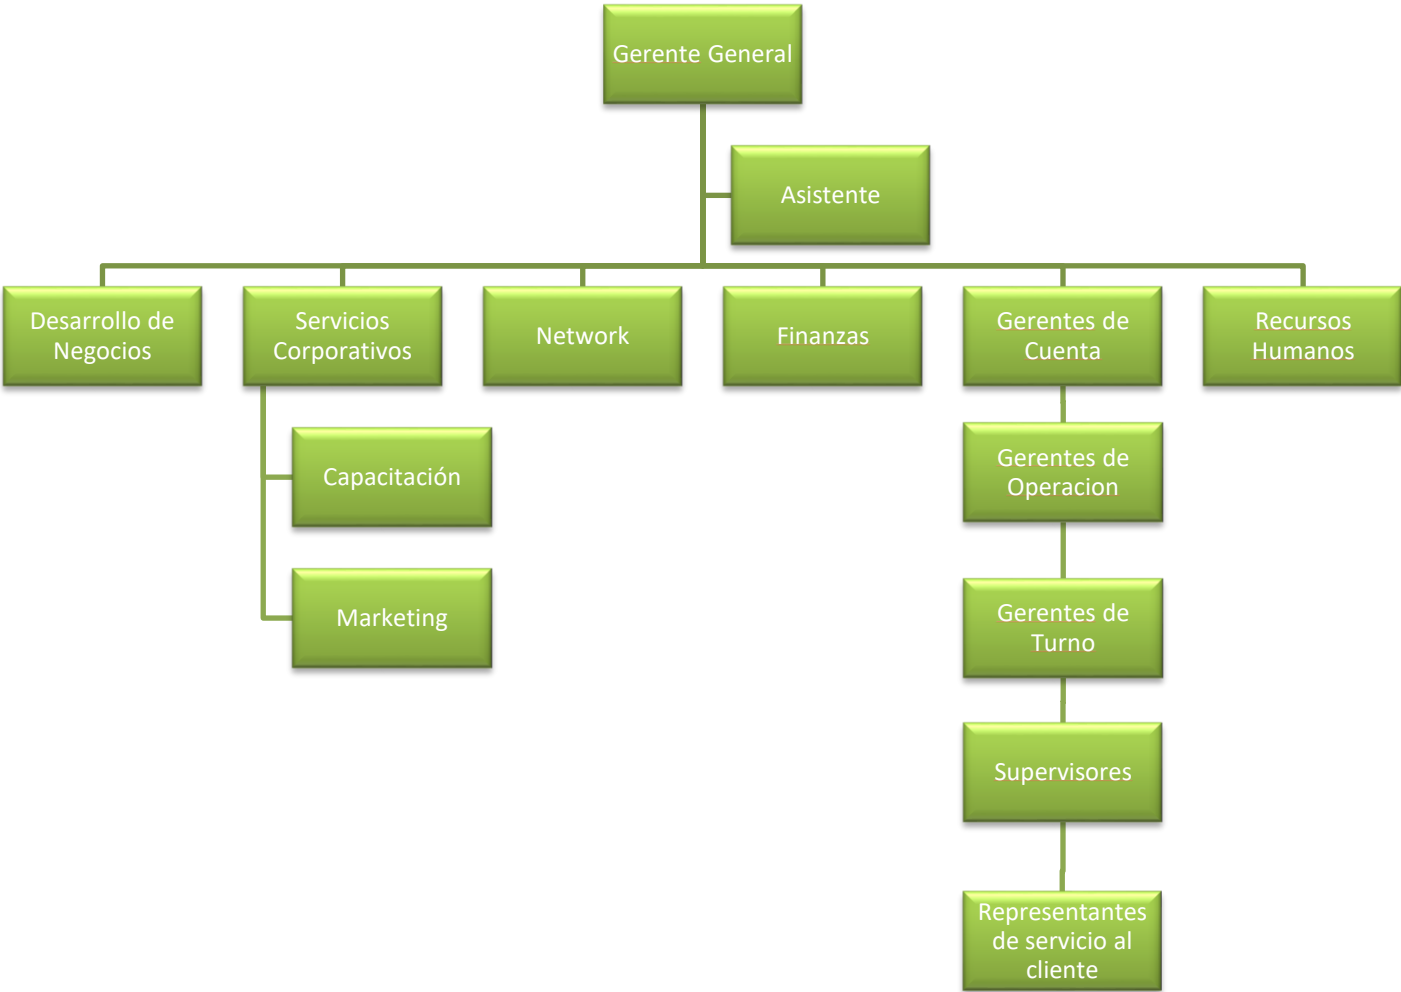 Gerente General
Asistente
Desarrollo de
Negocios
Servicios
Corporativos
Network
Finanzas
Gerentes de
Cuenta
Recursos
Humanos
Capacitación
Gerentes de
Operacion
Marketing
Gerentes de
Turno
Supervisores
Representantes
de servicio al
cliente